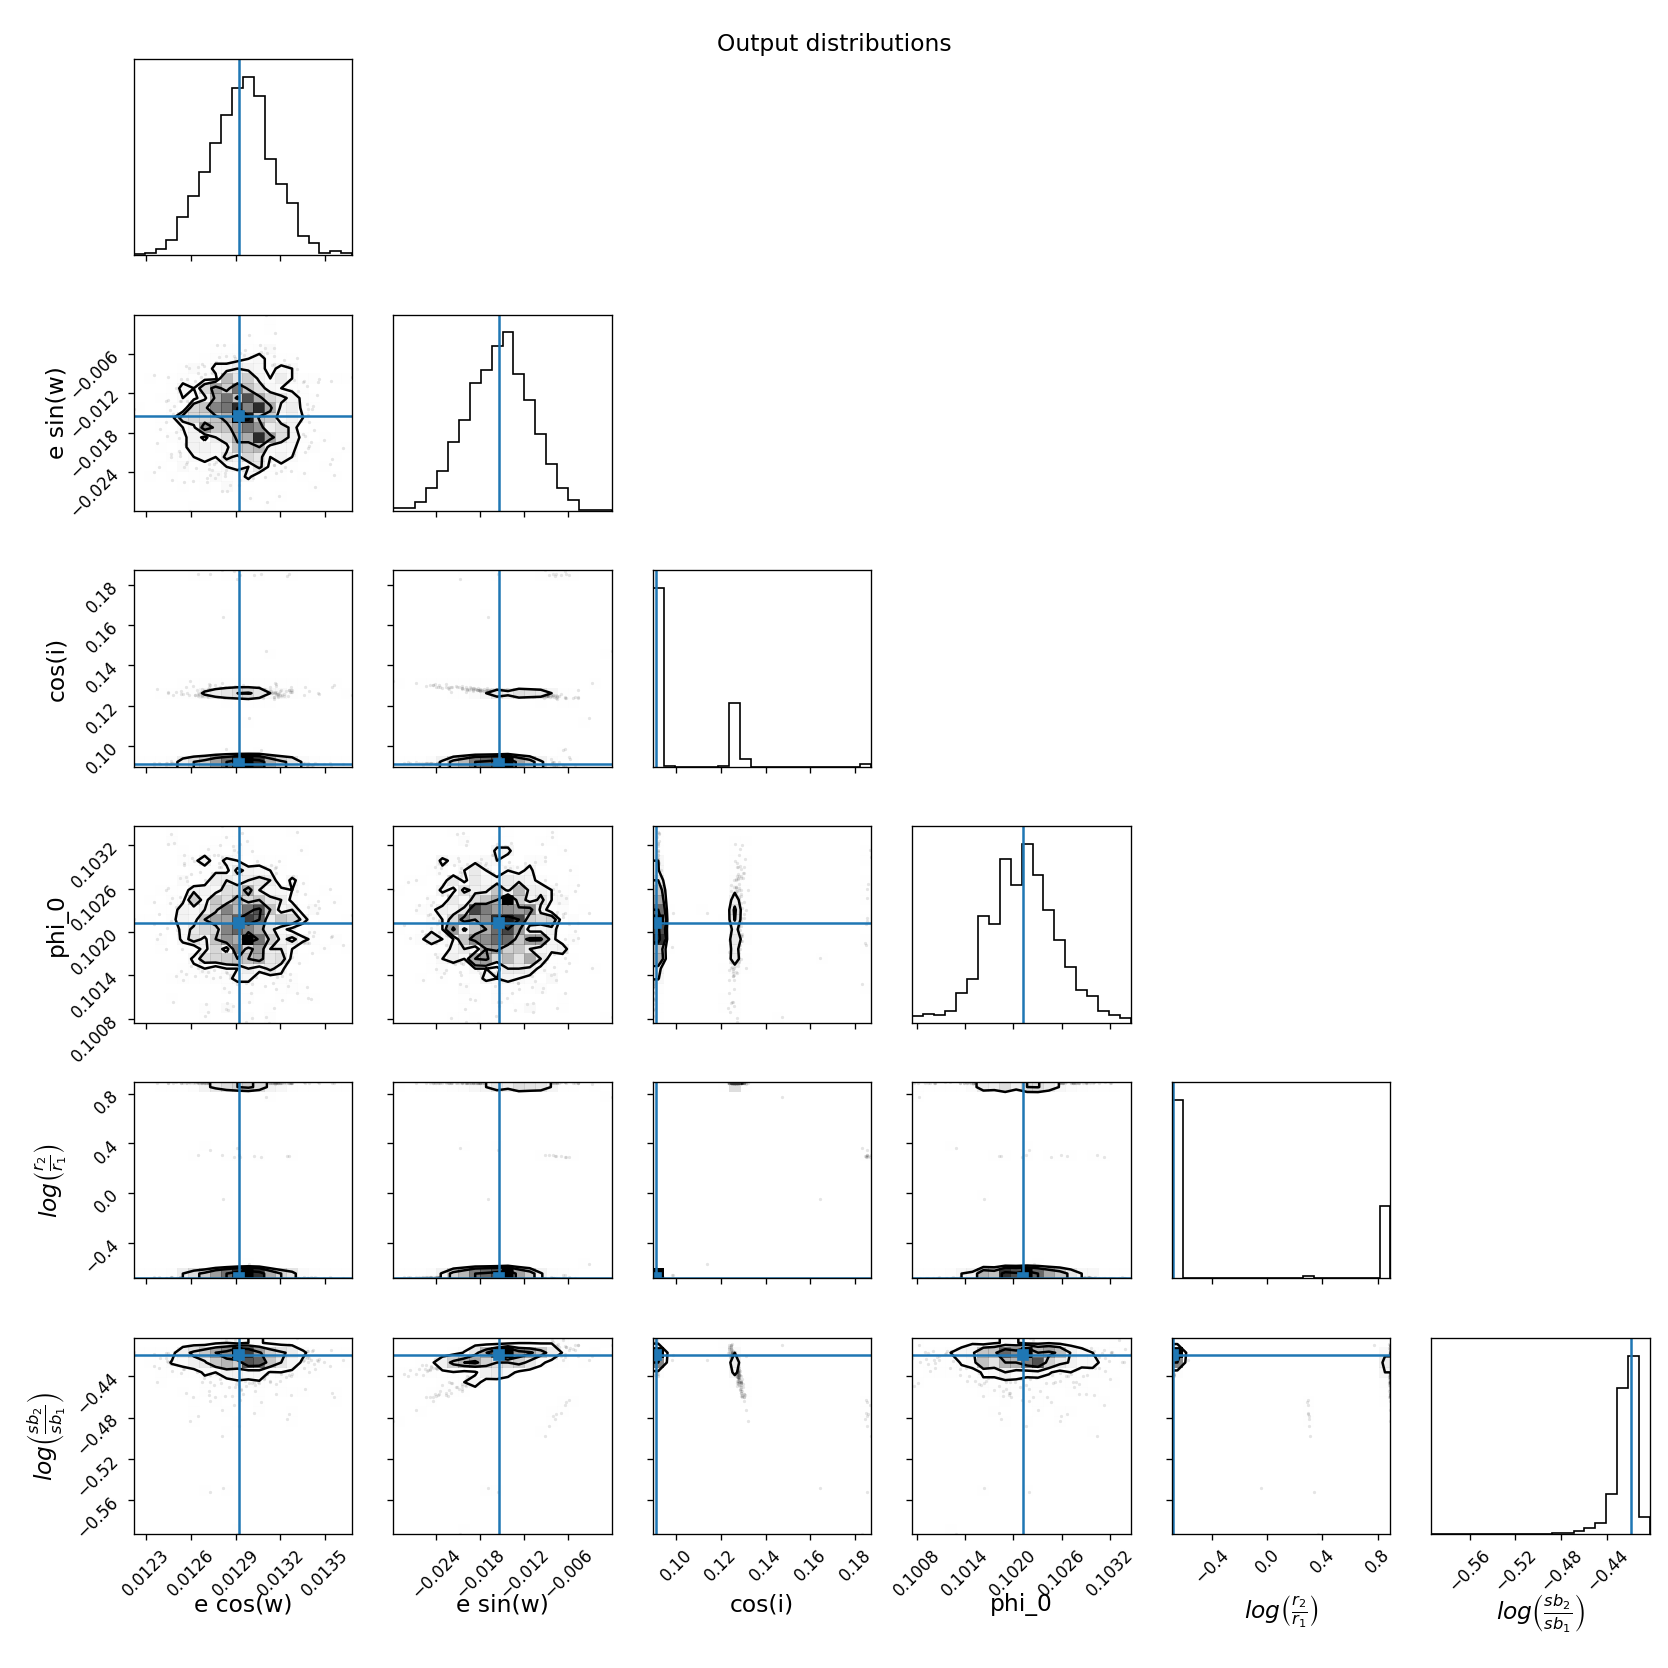 Output distributions
e sin(w)
−0.006
−0.012
−0.018
−0.024
cos(i)
0.18
0.16
0.14
0.12
0.10
phi_0
0.1032
0.1026
0.1020
0.1014
0.1008
log(r₂/r₁)
0.8
0.4
0.0
−0.4
log(sb₂/sb₁)
−0.44
−0.48
−0.52
−0.56
0.0123 0.0126 0.0129 0.0132 0.0135
e cos(w)
−0.024 −0.018 −0.012 −0.006
e sin(w)
0.10 0.12 0.14 0.16 0.18
cos(i)
0.1008 0.1014 0.1020 0.1026 0.1032
phi_0
−0.4 0.0 0.4 0.8
log(r₂/r₁)
−0.56 −0.52 −0.48 −0.44
log(sb₂/sb₁)